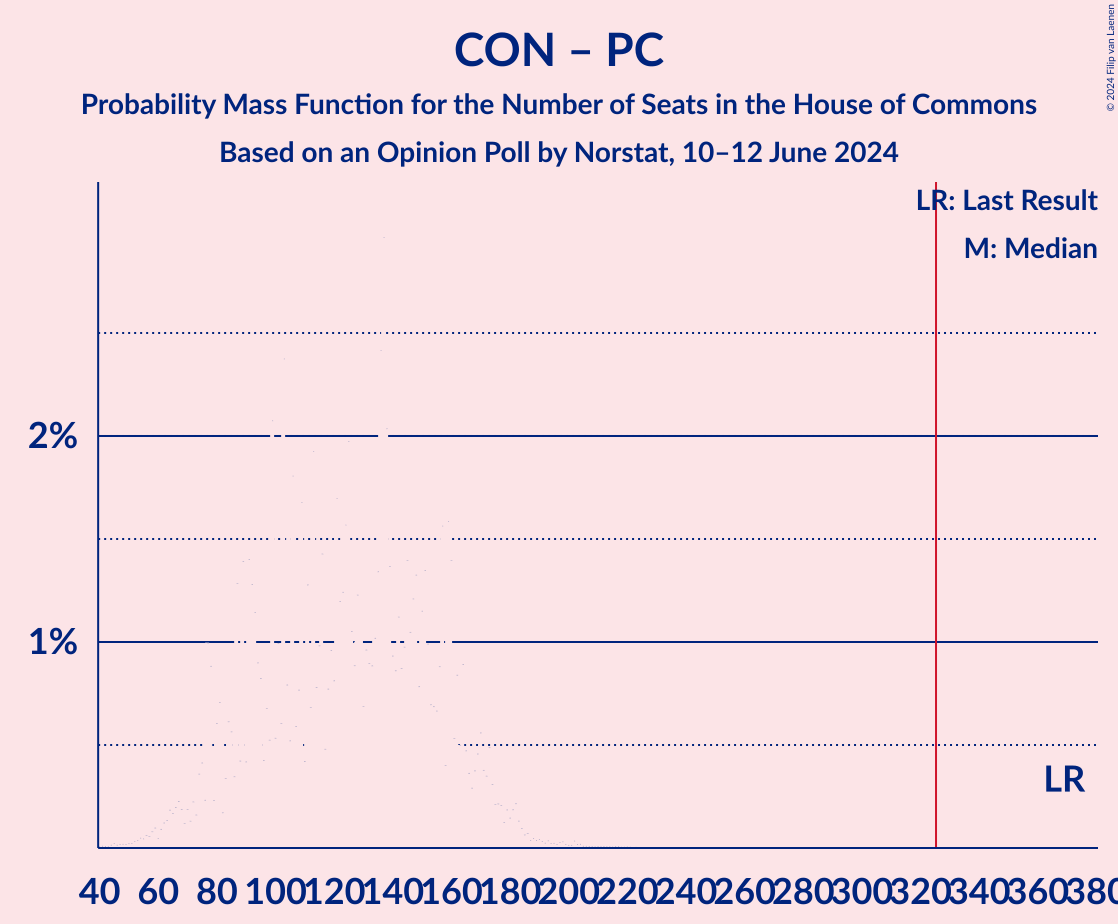 CON – PC
Probability Mass Function for the Number of Seats in the House of Commons
Based on an Opinion Poll by Norstat, 10–12 June 2024
© 2024 Filip van Laenen
LR: Last Result
M: Median
2%
1%
LR
40 60 80 100 120 140 160 180 200 220 240 260 280 300 320 340 360 380